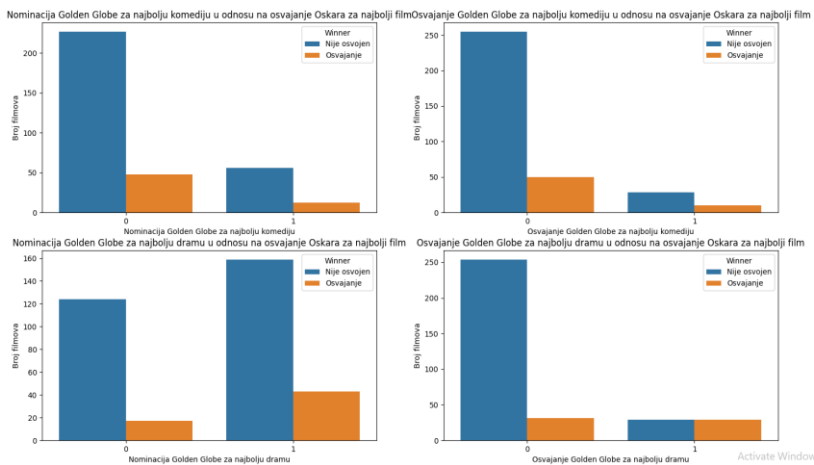 Nominacija Golden Globe za najbolju komediju u odnosu na osvajanje Oskara za najbolji film
Broj filmova
200
150
100
50
0
Winner
Nije osvojen
Osvajanje
0 1
Nominacija Golden Globe za najbolju komediju
Osvajanje Golden Globe za najbolju komediju u odnosu na osvajanje Oskara za najbolji film
Broj filmova
250
200
150
100
50
0
Winner
Nije osvojen
Osvajanje
0 1
Osvajanje Golden Globe za najbolju komediju
Nominacija Golden Globe za najbolju dramu u odnosu na osvajanje Oskara za najbolji film
Broj filmova
160
140
120
100
80
60
40
20
0
Winner
Nije osvojen
Osvajanje
0 1
Nominacija Golden Globe za najbolju dramu
Osvajanje Golden Globe za najbolju dramu u odnosu na osvajanje Oskara za najbolji film
Broj filmova
250
200
150
100
50
0
Winner
Nije osvojen
Osvajanje
0 1
Osvajanje Golden Globe za najbolju dramu
Activate Window